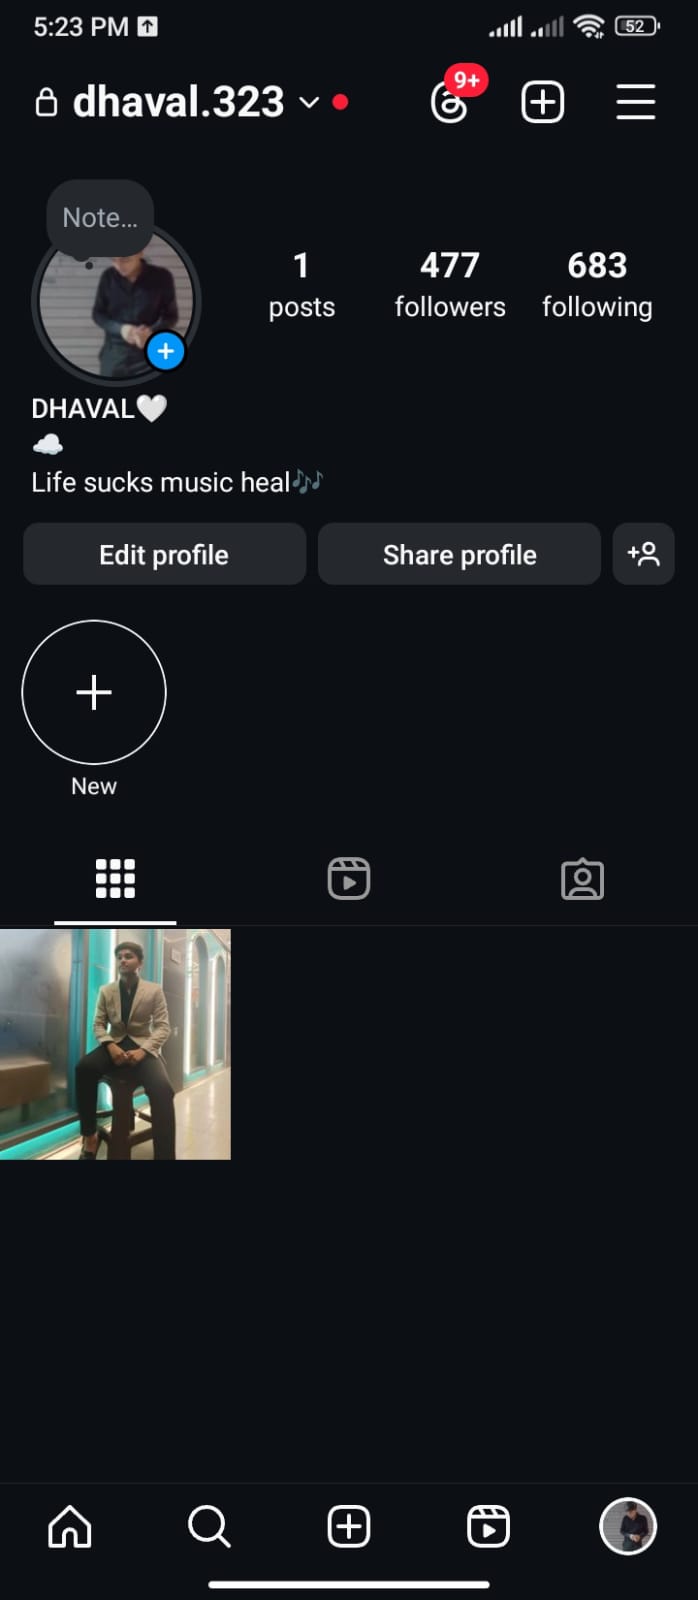 5:23 PM 52
dhaval.323 9+
Note...
1 477 683
posts followers following
DHAVAL🤍
☁️
Life sucks music heal🎶
Edit profile Share profile
New